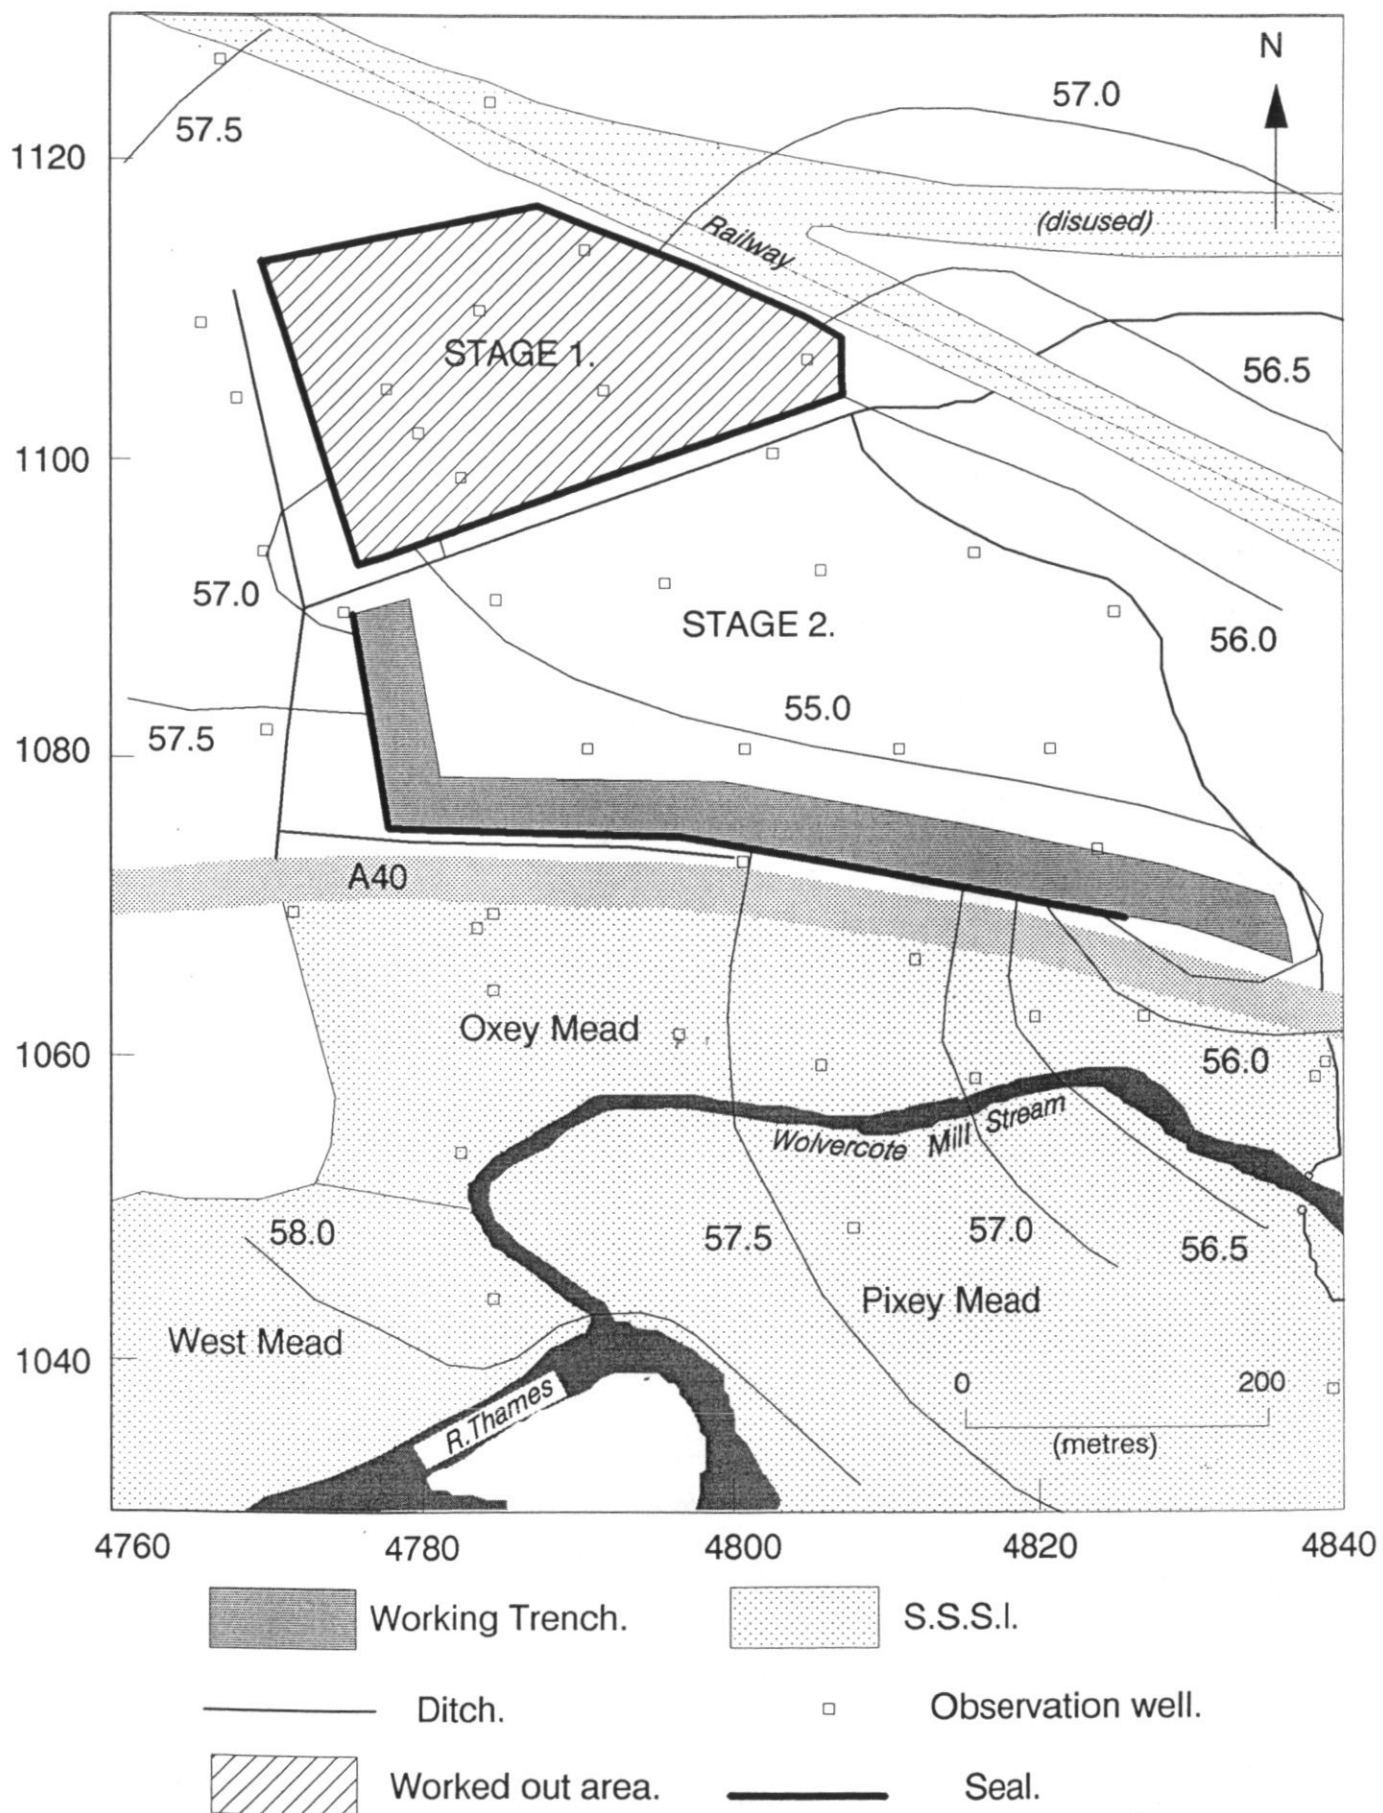 N
57.0
57.5
1120
(disused)
Railway
STAGE 1.
56.5
1100
57.0
STAGE 2.
56.0
55.0
57.5
1080
A40
Oxey Mead
1060
56.0
Wolvercote Mill Stream
58.0
57.5
57.0
56.5
Pixey Mead
West Mead
1040
0 200
R.Thames
(metres)
4760 4780 4800 4820 4840
Working Trench. S.S.S.I.
Ditch. Observation well.
Worked out area. Seal.